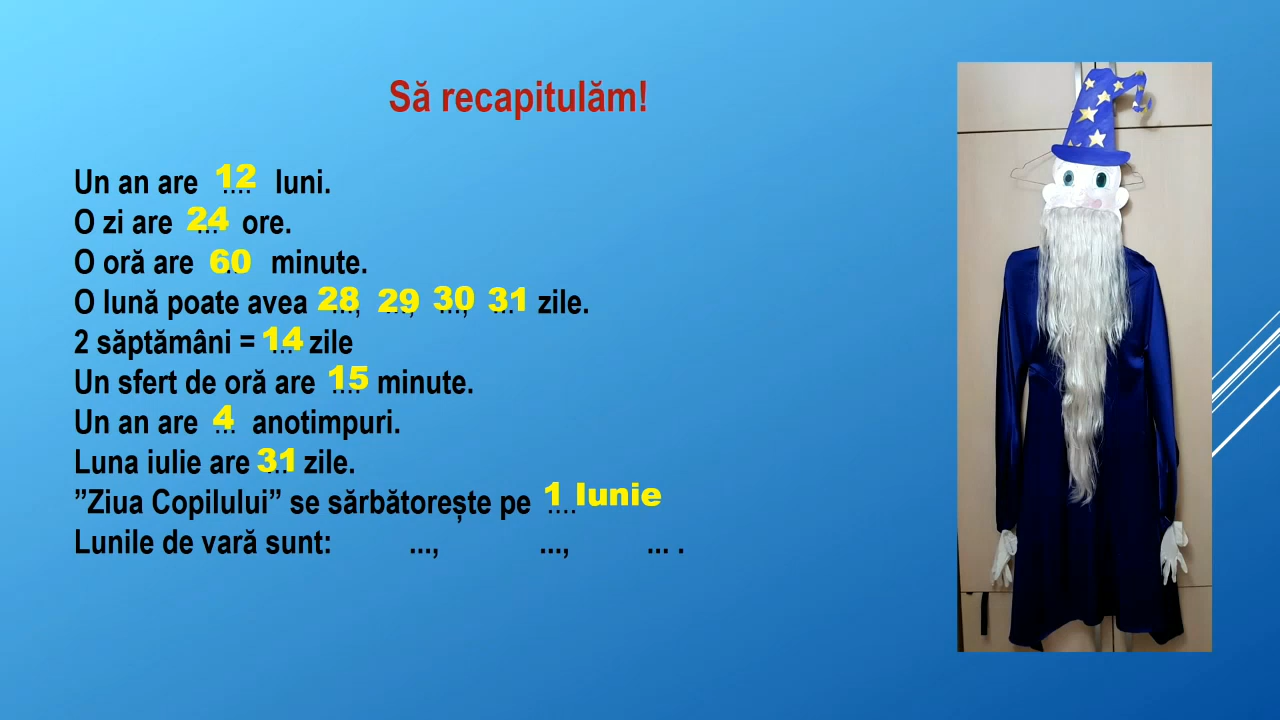 Să recapitulăm!
Un an are 12 luni.
O zi are 24 ore.
O oră are 60 minute.
O lună poate avea 28, 29, 30, 31 zile.
2 săptămâni = 14 zile
Un sfert de oră are 15 minute.
Un an are 4 anotimpuri.
Luna iulie are 31 zile.
”Ziua Copilului” se sărbătorește pe 1 Iunie
Lunile de vară sunt: ..., ..., ... .